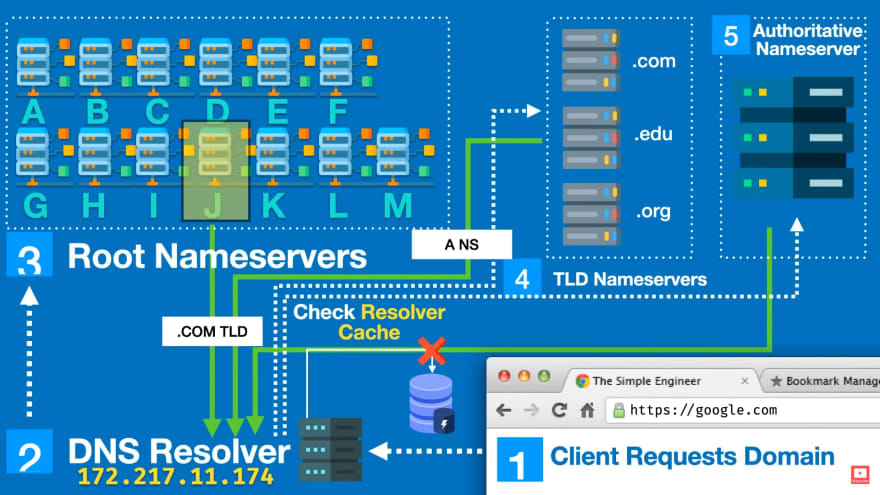 A B C D E F
G H I J K L M
3 Root Nameservers
.com
.edu
.org
4 TLD Nameservers
5 Authoritative
Nameserver
A NS
.COM TLD
Check Resolver
Cache
2 DNS Resolver
172.217.11.174
The Simple Engineer
Bookmark Manage
https://google.com
1 Client Requests Domain